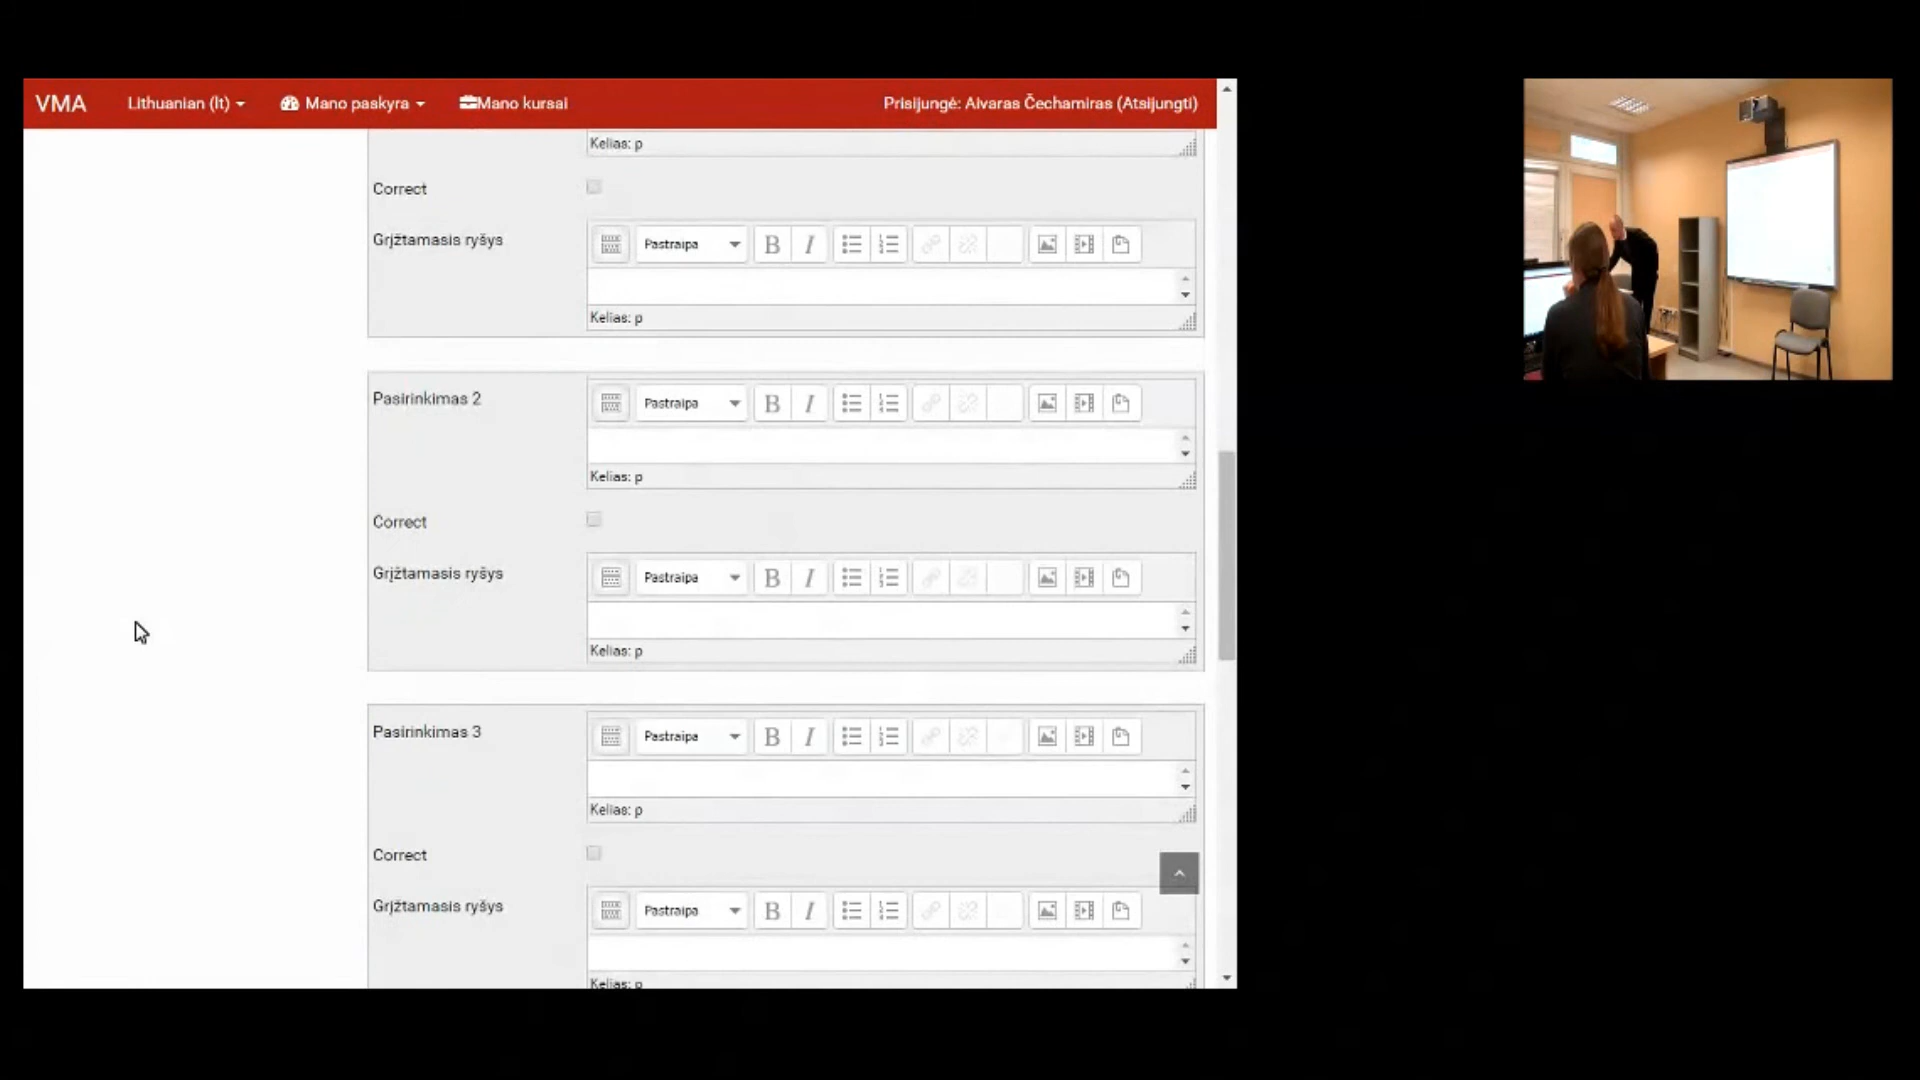 VMA Lithuanian (lt) Mano paskyra Mano kursai Prisijungė: Aivaras Čechamiras (Atsijungti)
Kelias: p
Correct
Grįžtamasis ryšys Pastraipa B I
Kelias: p
Pasirinkimas 2 Pastraipa B I
Kelias: p
Correct
Grįžtamasis ryšys Pastraipa B I
Kelias: p
Pasirinkimas 3 Pastraipa B I
Kelias: p
Correct
Grįžtamasis ryšys Pastraipa B I
Kelias: p